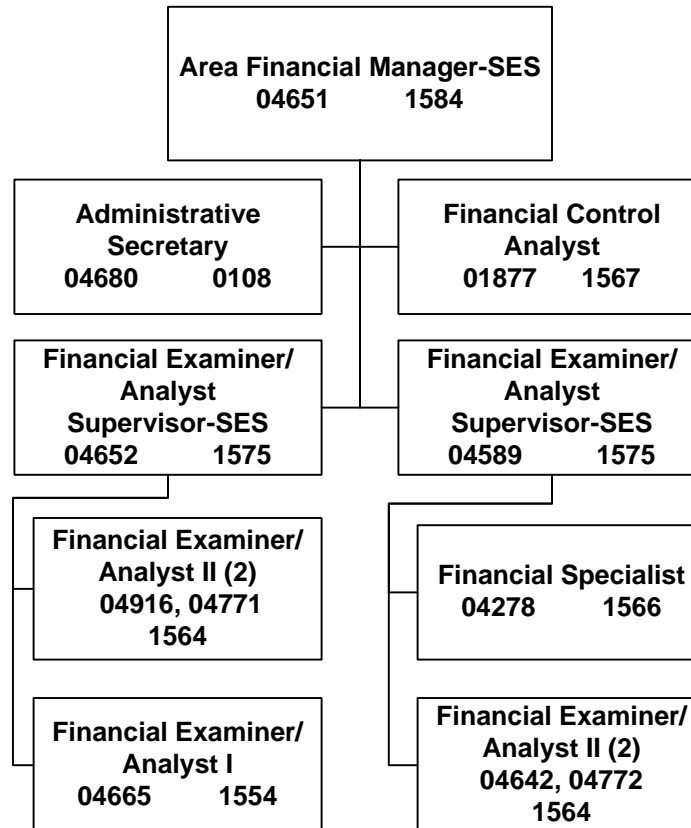 Area Financial Manager-SES
04651 1584
Administrative
Secretary
04680 0108
Financial Control
Analyst
01877 1567
Financial Examiner/
Analyst
Supervisor-SES
04652 1575
Financial Examiner/
Analyst
Supervisor-SES
04589 1575
Financial Examiner/
Analyst II (2)
04916, 04771
1564
Financial Specialist
04278 1566
Financial Examiner/
Analyst I
04665 1554
Financial Examiner/
Analyst II (2)
04642, 04772
1564